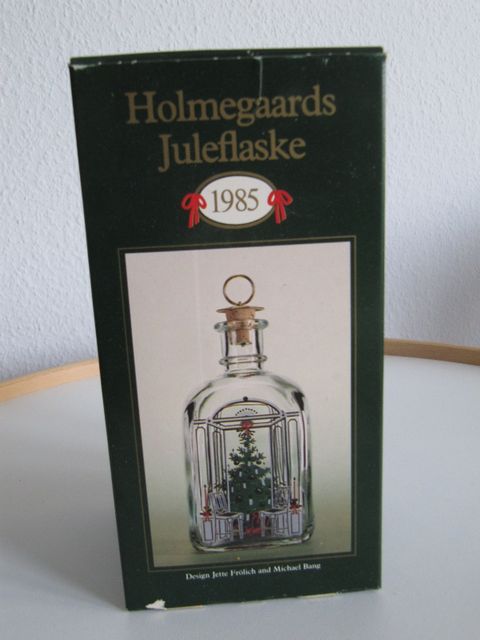 Holmegaards
Juleflaske
1985
Design Jette Frölich and Michael Bang